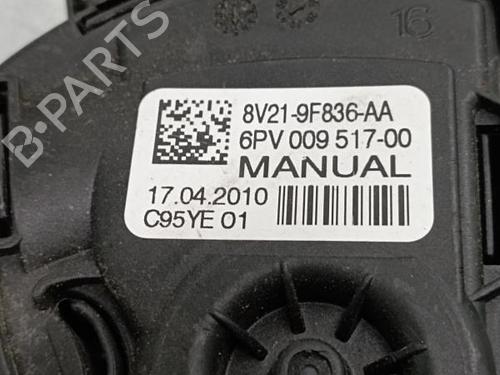 16
8V21-9F836-AA
6PV 009 517-00
MANUAL
17.04.2010
C95YE 01
B-PARTS